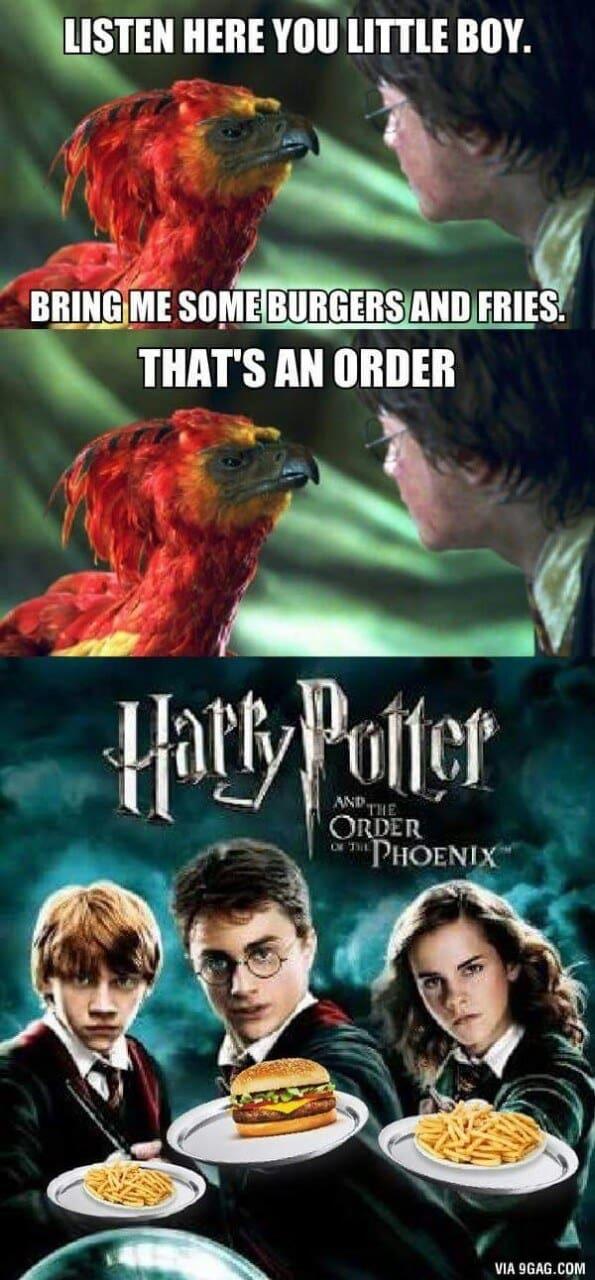 LISTEN HERE YOU LITTLE BOY.
BRING ME SOME BURGERS AND FRIES.
THAT'S AN ORDER
Harry Potter
AND THE
ORDER
OF THE PHOENIX™
VIA 9GAG.COM